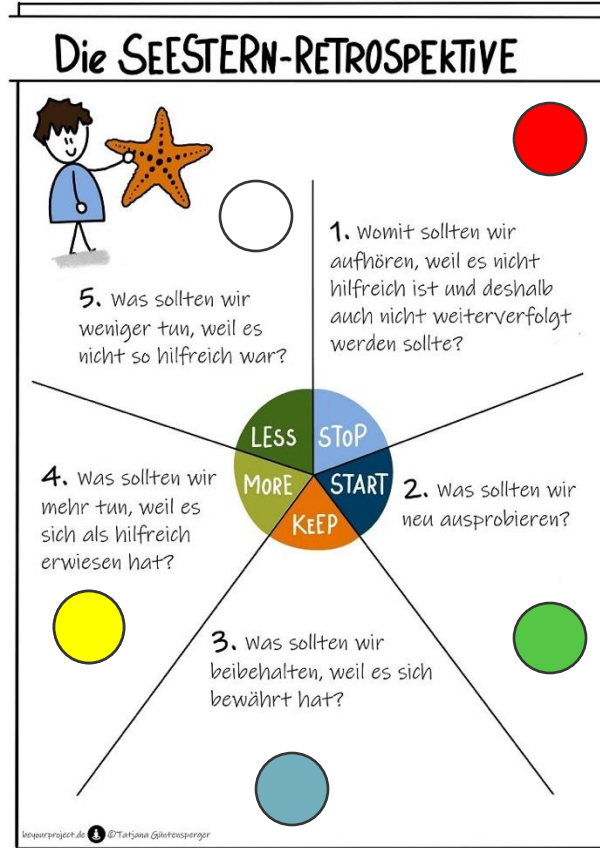 Die SEESTERN-RETROSPEKTIVE
1. Womit sollten wir
aufhören, weil es nicht
hilfreich ist und deshalb
auch nicht weiterverfolgt
werden sollte?
5. Was sollten wir
weniger tun, weil es
nicht so hilfreich war?
LESS
STOP
MORE
START
KEEP
4. Was sollten wir
mehr tun, weil es
sich als hilfreich
erwiesen hat?
2. Was sollten wir
neu ausprobieren?
3. Was sollten wir
beibehalten, weil es sich
bewährt hat?
beyourproject.de ©Tatjana Güntensperger